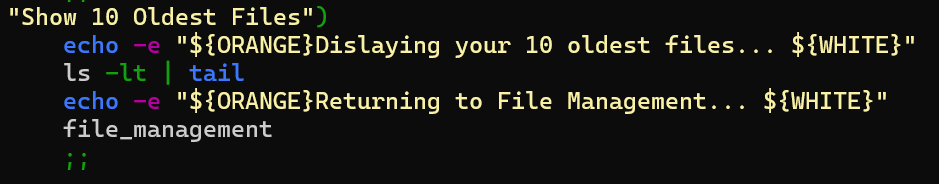 "Show 10 Oldest Files")
echo -e "${ORANGE}Dislaying your 10 oldest files... ${WHITE}"
ls -lt | tail
echo -e "${ORANGE}Returning to File Management... ${WHITE}"
file_management
;;